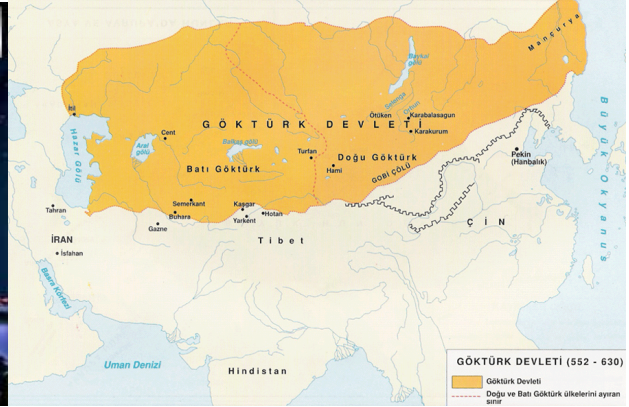 Mançurya
Baykal
gölü
Selenga
Orhun
Ötüken
Karabalasagun
Karakurum
İtil
Hazar Gölü
GÖKTÜRK DEVLETİ
Cent
Aral
gölü
Balkaş gölü
Batı Göktürk
Turfan
Doğu Göktürk
Hami
GOBİ ÇÖLÜ
Pekin
(Hanbalık)
Büyük Okyanus
Semerkant
Buhara
Kaşgar
Yarkent
Hotan
Gazne
Tahran
İRAN
İsfahan
Basra Körfezi
Tibet
ÇİN
Uman Denizi
Hindistan
GÖKTÜRK DEVLETİ (552 - 630)
Göktürk Devleti
Doğu ve Batı Göktürk ülkelerini ayıran
sınır